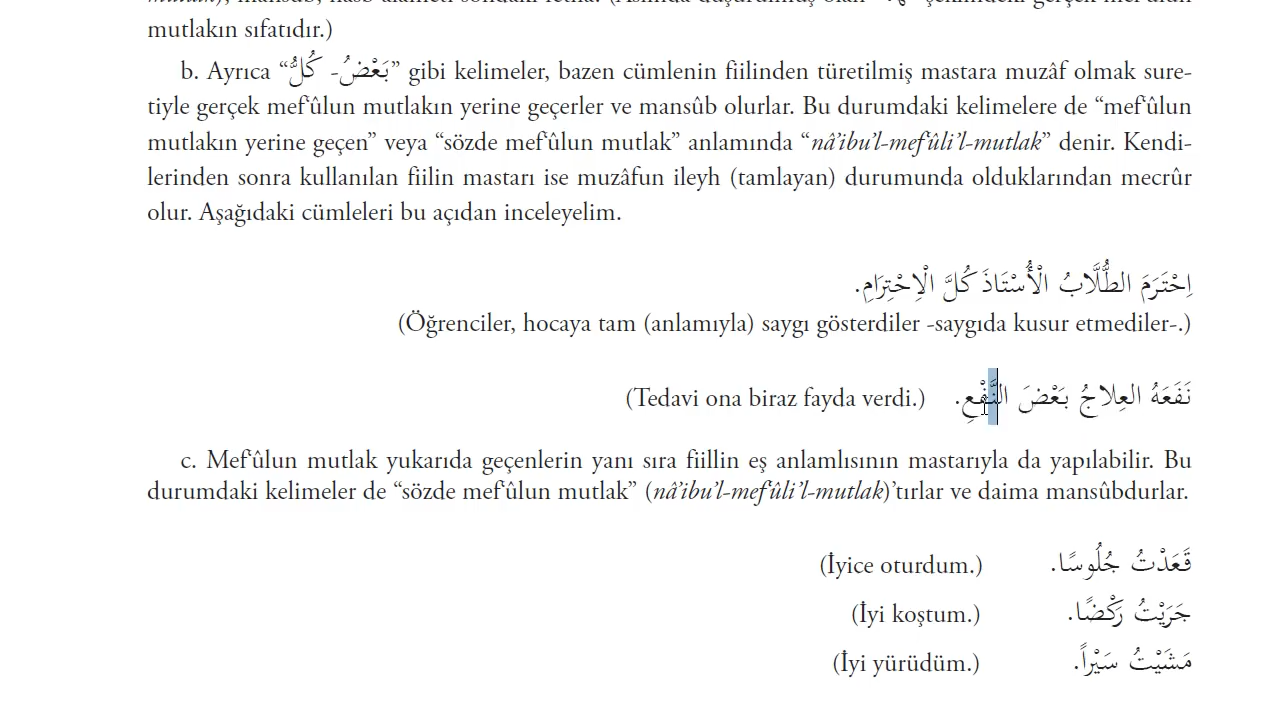 mutlakın sıfatıdır.)
b. Ayrıca “بَعْضُ- كُلُّ” gibi kelimeler, bazen cümlenin fiilinden türetilmiş mastara muzâf olmak sure-
tiyle gerçek mef‘ûlun mutlakın yerine geçerler ve mansûb olurlar. Bu durumdaki kelimelere de “mef‘ûlun
mutlakın yerine geçen” veya “sözde mef‘ûlun mutlak” anlamında “nâ’ibu’l-mef‘ûli’l-mutlak” denir. Kendi-
lerinden sonra kullanılan fiilin mastarı ise muzâfun ileyh (tamlayan) durumunda olduklarından mecrûr
olur. Aşağıdaki cümleleri bu açıdan inceleyelim.
اِحْتَرَمَ الطُّلَّابُ الْأُسْتَاذَ كُلَّ الْاِحْتِرَامِ.
(Öğrenciler, hocaya tam (anlamıyla) saygı gösterdiler -saygıda kusur etmediler-.)
نَفَعَهُ العِلاجُ بَعْضَ النَّفْعِ. (Tedavi ona biraz fayda verdi.)
c. Mef‘ûlun mutlak yukarıda geçenlerin yanı sıra fiillin eş anlamlısının mastarıyla da yapılabilir. Bu
durumdaki kelimeler de “sözde mef‘ûlun mutlak” (nâ’ibu’l-mef‘ûli’l-mutlak)’tırlar ve daima mansûbdurlar.
قَعَدْتُ جُلُوسًا. (İyice oturdum.)
جَرَيْتُ رَكْضًا. (İyi koştum.)
مَشَيْتُ سَيْراً. (İyi yürüdüm.)